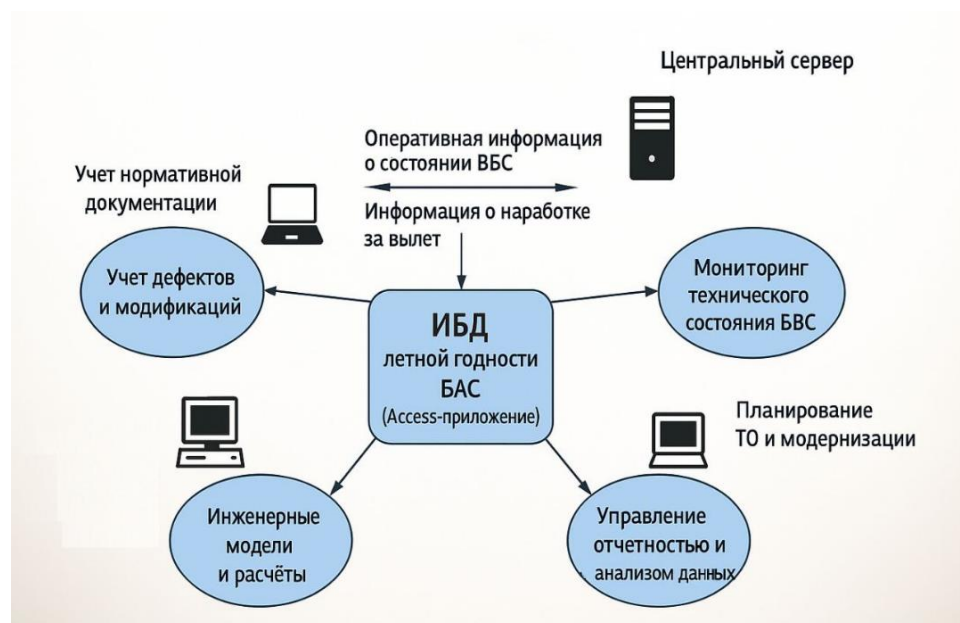 Центральный сервер
Оперативная информация
о состоянии ВБС
Учет нормативной
документации
Информация о наработке
за вылет
Учет дефектов
и модификаций
ИБД
летной годности
БАС
(Access-приложение)
Мониторинг
технического
состояния БВС
Планирование
ТО и модернизации
Инженерные
модели
и расчёты
Управление
отчетностью и
анализом данных